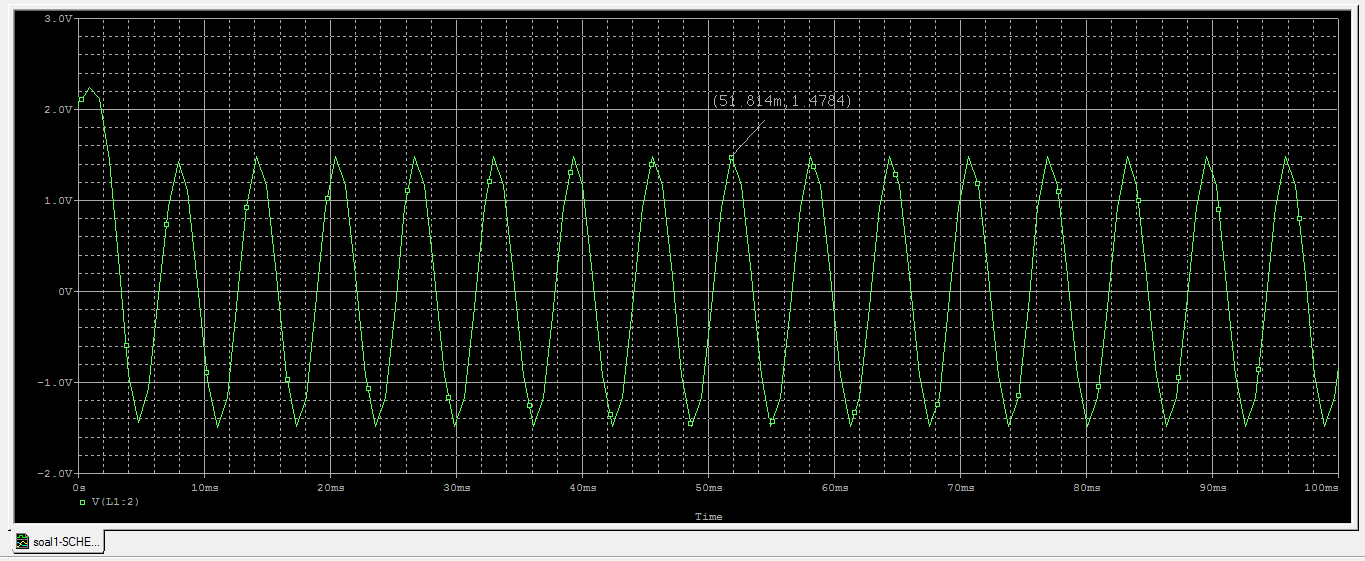 3.0V
(51.814m,1.4784)
2.0V
1.0V
0V
-1.0V
-2.0V
0s 10ms 20ms 30ms 40ms 50ms 60ms 70ms 80ms 90ms 100ms
V(L1:2)
Time
soal1-SCHE...